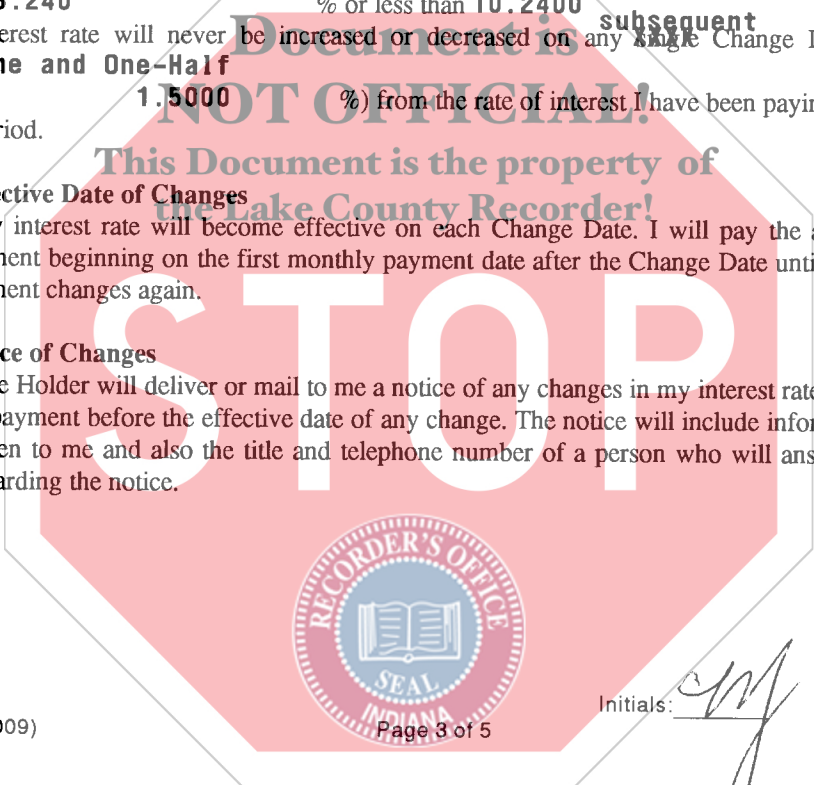 .240 % or less than 10.2400
subsequent
erest rate will never be increased or decreased on any single Change
ne and One-Half
1.5000 %) from the rate of interest I have been payin
riod.
Document is
NOT OFFICIAL!
This Document is the property of
the Lake County Recorder!
ective Date of Changes
interest rate will become effective on each Change Date. I will pay the a
nent beginning on the first monthly payment date after the Change Date unti
nent changes again.
STOP
ce of Changes
e Holder will deliver or mail to me a notice of any changes in my interest rate
payment before the effective date of any change. The notice will include infor
en to me and also the title and telephone number of a person who will ans
arding the notice.
RECORDER'S OFFICE
SEAL
INDIANA
Initials:
009)
Page 3 of 5